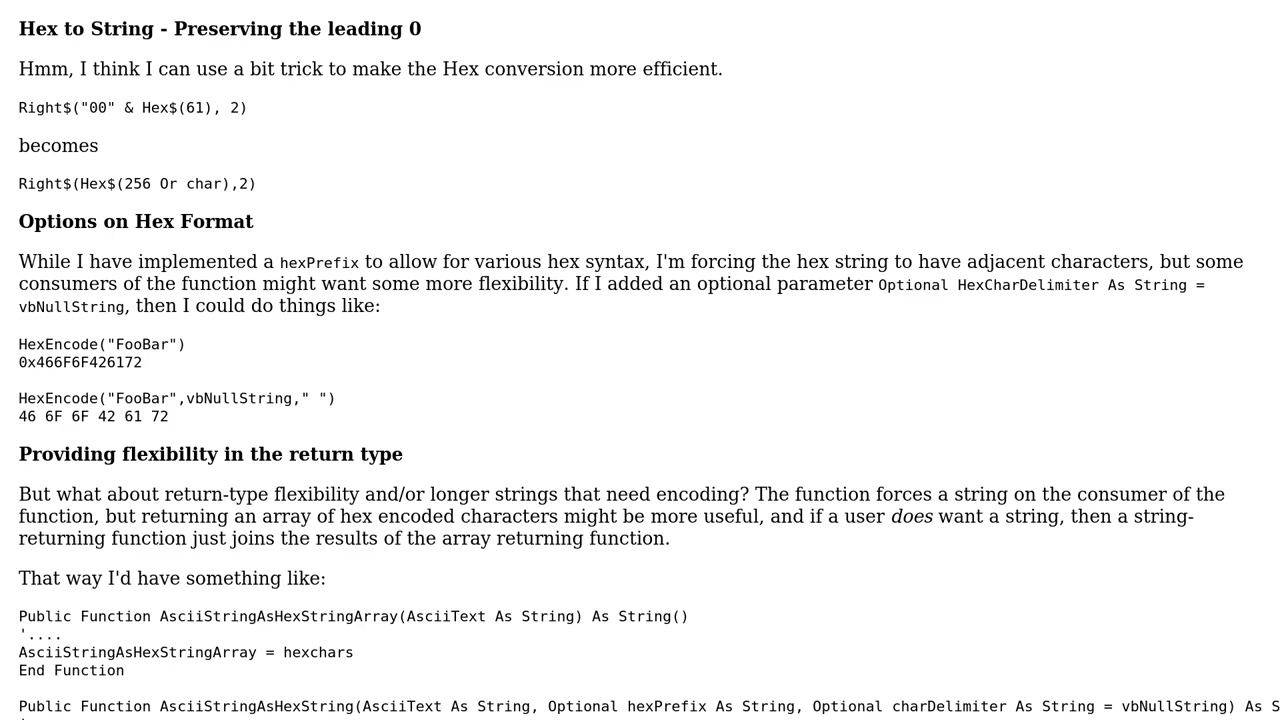 Hex to String - Preserving the leading 0
Hmm, I think I can use a bit trick to make the Hex conversion more efficient.
Right$("00" & Hex$(61), 2)
becomes
Right$(Hex$(256 Or char),2)
Options on Hex Format
While I have implemented a hexPrefix to allow for various hex syntax, I'm forcing the hex string to have adjacent characters, but some
consumers of the function might want some more flexibility. If I added an optional parameter Optional HexCharDelimiter As String =
vbNullString, then I could do things like:
HexEncode("FooBar")
0x466F6F426172
HexEncode("FooBar",vbNullString," ")
46 6F 6F 42 61 72
Providing flexibility in the return type
But what about return-type flexibility and/or longer strings that need encoding? The function forces a string on the consumer of the
function, but returning an array of hex encoded characters might be more useful, and if a user does want a string, then a string-
returning function just joins the results of the array returning function.
That way I'd have something like:
Public Function AsciiStringAsHexStringArray(AsciiText As String) As String()
'....
AsciiStringAsHexStringArray = hexchars
End Function
Public Function AsciiStringAsHexString(AsciiText As String, Optional hexPrefix As String, Optional charDelimiter As String = vbNullString) As S